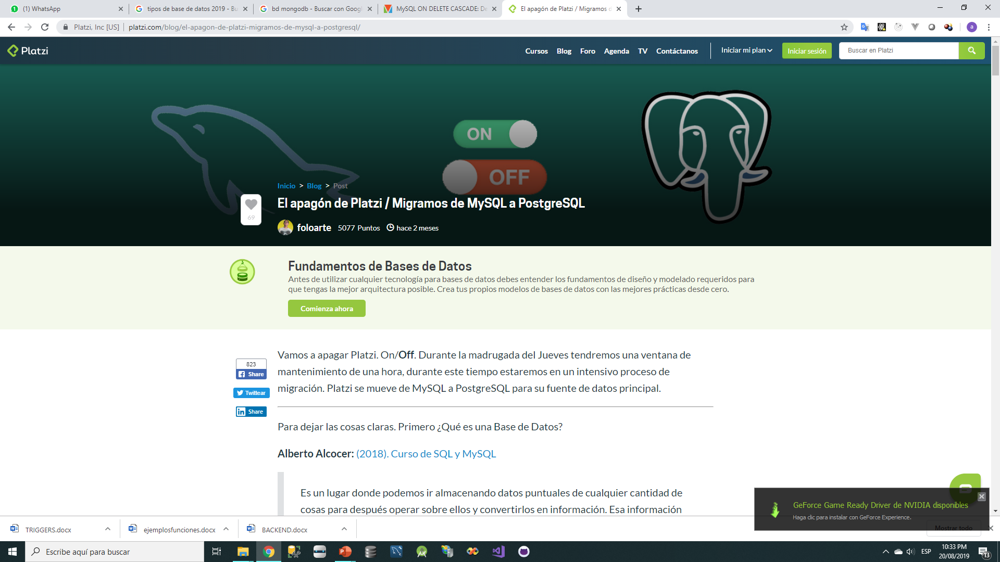 (1) WhatsApp
tipos de base de datos 2019 - Bu
bd mongodb - Buscar con Googl
MySQL ON DELETE CASCADE: De
El apagón de Platzi / Migramos d
Platzi, Inc [US]
platzi.com/blog/el-apagon-de-platzi-migramos-de-mysql-a-postgresql/
a
Platzi
Cursos
Blog
Foro
Agenda
TV
Contáctanos
Iniciar mi plan
Iniciar sesión
Buscar en Platzi
ON
OFF
Inicio > Blog > Post
El apagón de Platzi / Migramos de MySQL a PostgreSQL
69
foloarte 5077 Puntos hace 2 meses
Fundamentos de Bases de Datos
Antes de utilizar cualquier tecnología para bases de datos debes entender los fundamentos de diseño y modelado requeridos para
que tengas la mejor arquitectura posible. Crea tus propios modelos de bases de datos con las mejores prácticas desde cero.
Comienza ahora
823
Share
Twittear
Share
Vamos a apagar Platzi. On/Off. Durante la madrugada del Jueves tendremos una ventana de
mantenimiento de una hora, durante este tiempo estaremos en un intensivo proceso de
migración. Platzi se mueve de MySQL a PostgreSQL para su fuente de datos principal.
Para dejar las cosas claras. Primero ¿Qué es una Base de Datos?
Alberto Alcocer: (2018). Curso de SQL y MySQL
Es un lugar donde podemos ir almacenando datos puntuales de cualquier cantidad de
cosas para después operar sobre ellos y convertirlos en información. Esa información
GeForce Game Ready Driver de NVIDIA disponibles
Haga clic para instalar con GeForce Experience.
TRIGGERS.docx
ejemplosfunciones.docx
BACKEND.docx
Mostrar todo
Escribe aquí para buscar
ESP
10:33 PM
20/08/2019
13